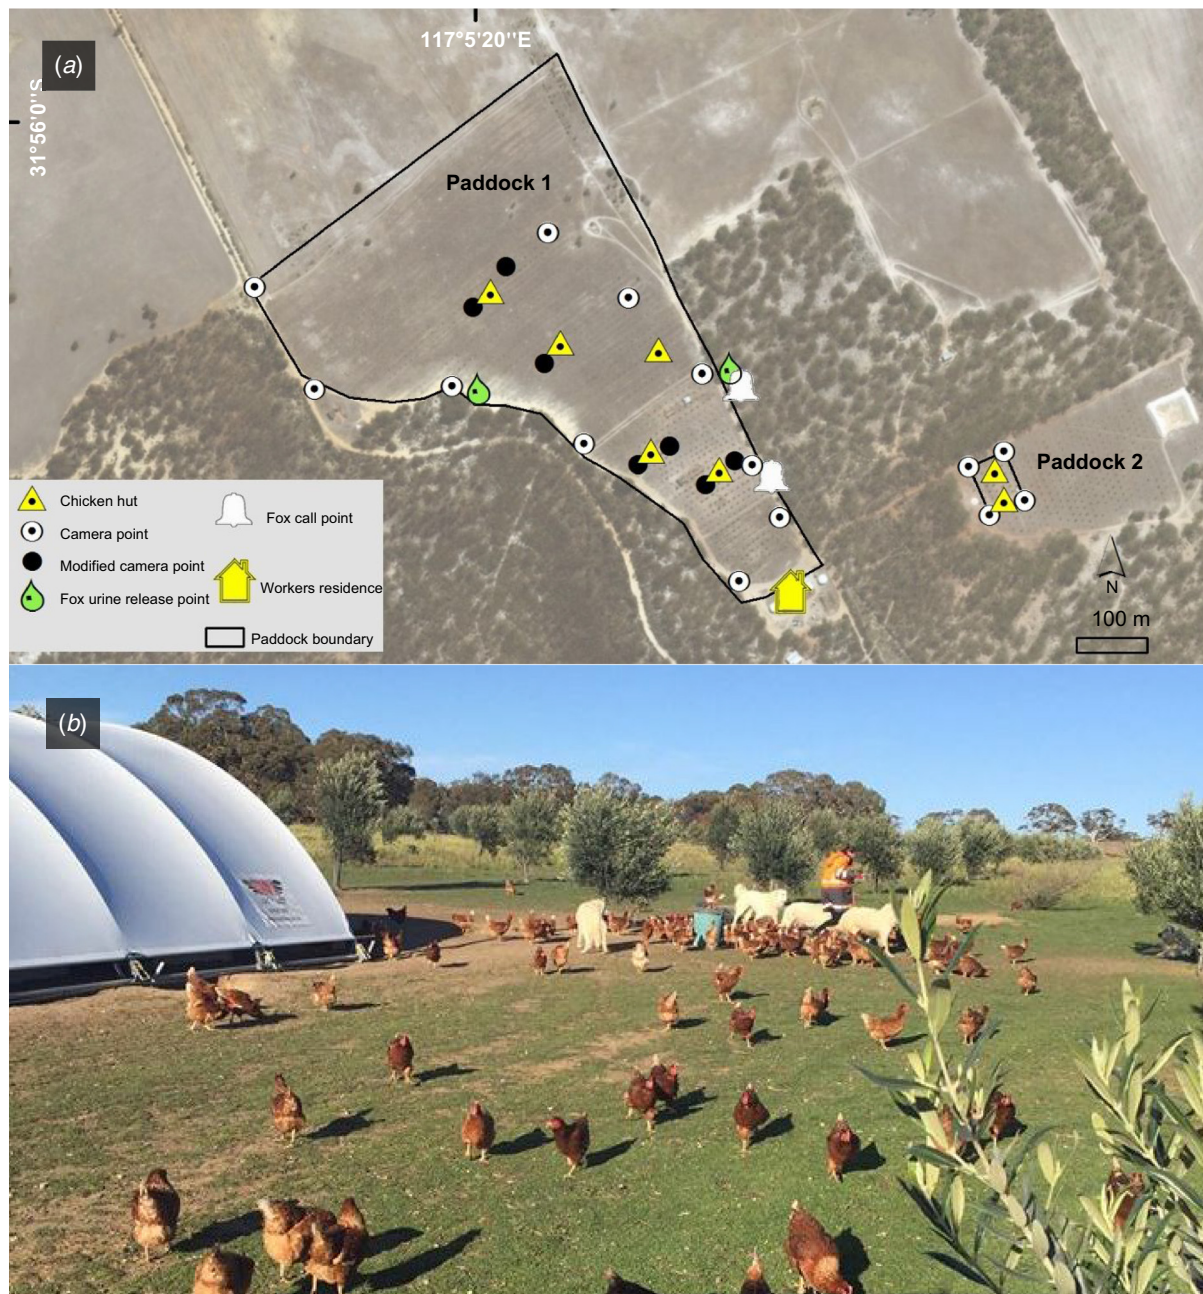 117°5'20"E
(a)
31°56'0"S
Paddock 1
Paddock 2
Chicken hut
Camera point
Modified camera point
Fox urine release point
Fox call point
Workers residence
Paddock boundary
N
100 m
(b)